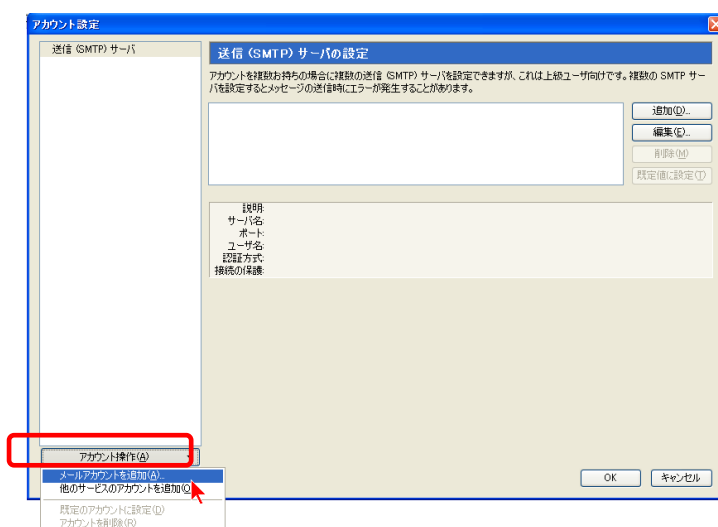 アカウント設定
送信 (SMTP) サーバ
送信 (SMTP) サーバの設定
アカウントを複数お持ちの場合に複数の送信 (SMTP) サーバを設定できますが、これは上級ユーザ向けです。複数の SMTP サー
バを設定するとメッセージの送信時にエラーが発生することがあります。
追加(D)...
編集(E)...
削除(M)
既定値に設定(T)
説明:
サーバ名:
ポート:
ユーザ名:
認証方式:
接続の保護:
アカウント操作(A)
メールアカウントを追加(A)...
他のサービスのアカウントを追加(O)
既定のアカウントに設定(D)
アカウントを削除(R)
OK
キャンセル